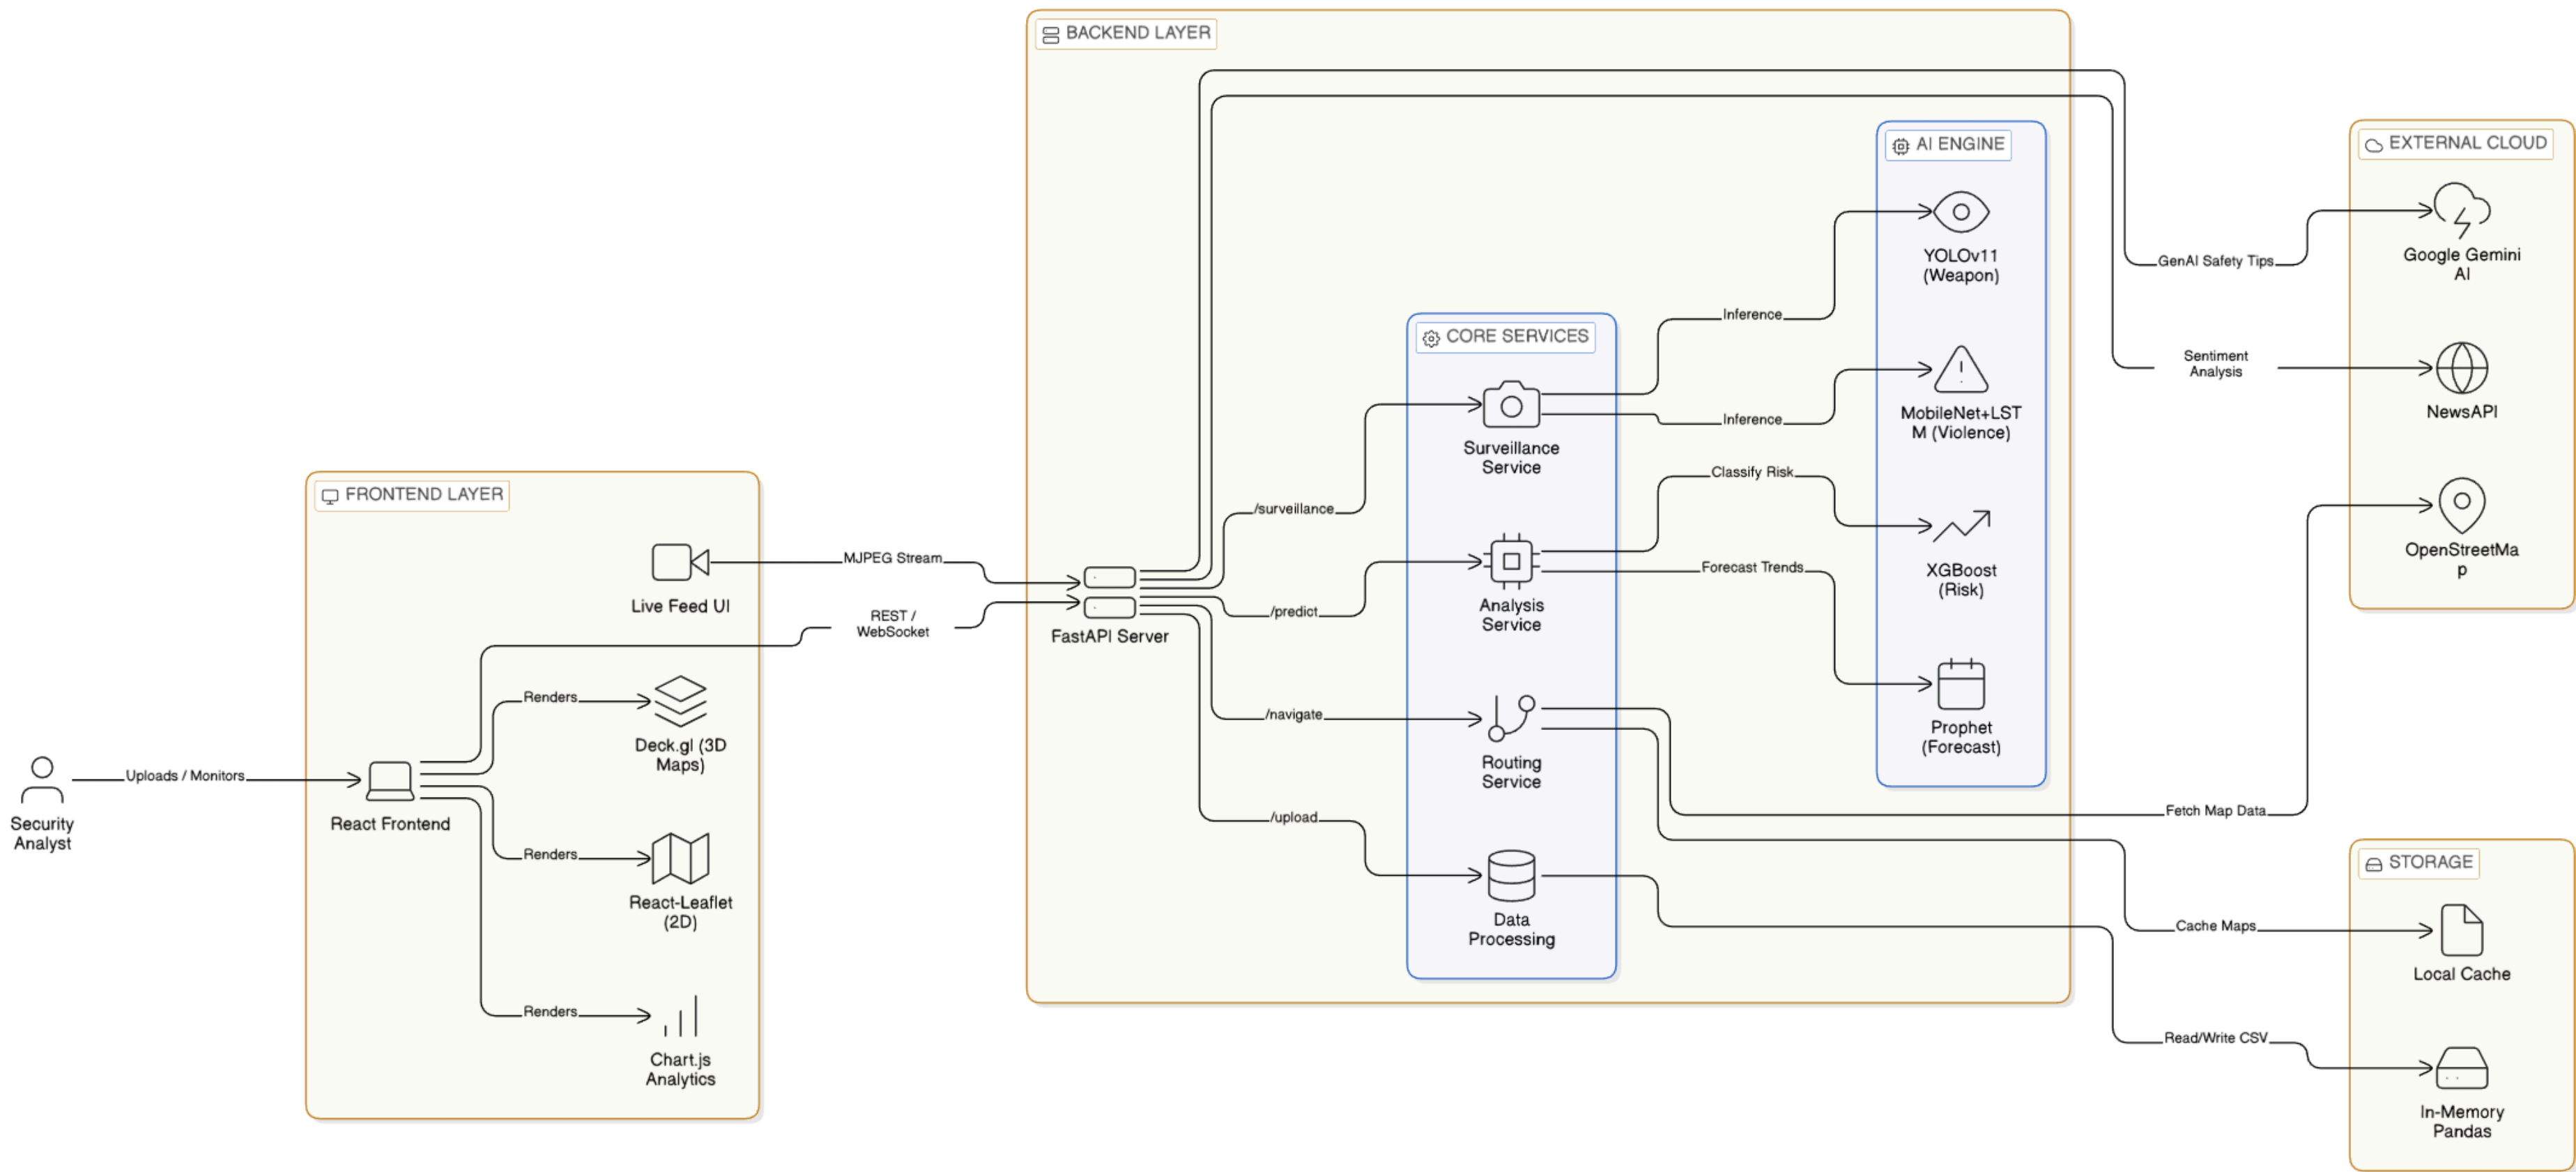 BACKEND LAYER
AI ENGINE
EXTERNAL CLOUD
YOLOv11
(Weapon)
Google Gemini
AI
GenAI Safety Tips
Inference
CORE SERVICES
Sentiment
Analysis
NewsAPI
MobileNet+LST
M (Violence)
Inference
Surveillance
Service
Classify Risk
FRONTEND LAYER
/surveillance
MJPEG Stream
OpenStreetMa
p
Live Feed UI
Forecast Trends
XGBoost
(Risk)
REST /
WebSocket
FastAPI Server
/predict
Analysis
Service
Renders
Deck.gl (3D
Maps)
/navigate
Prophet
(Forecast)
Uploads / Monitors
Routing
Service
Security
Analyst
React Frontend
/upload
Fetch Map Data
Renders
React-Leaflet
(2D)
STORAGE
Data
Processing
Cache Maps
Local Cache
Renders
Chart.js
Analytics
Read/Write CSV
In-Memory
Pandas